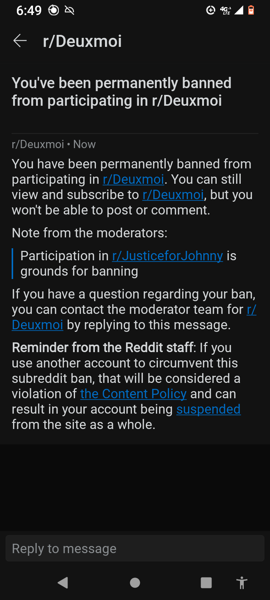 6:49
4G
r/Deuxmoi
You've been permanently banned
from participating in r/Deuxmoi
r/Deuxmoi • Now
You have been permanently banned from
participating in r/Deuxmoi. You can still
view and subscribe to r/Deuxmoi, but you
won't be able to post or comment.
Note from the moderators:
Participation in r/JusticeforJohnny is
grounds for banning
If you have a question regarding your ban,
you can contact the moderator team for r/
Deuxmoi by replying to this message.
Reminder from the Reddit staff: If you
use another account to circumvent this
subreddit ban, that will be considered a
violation of the Content Policy and can
result in your account being suspended
from the site as a whole.
Reply to message